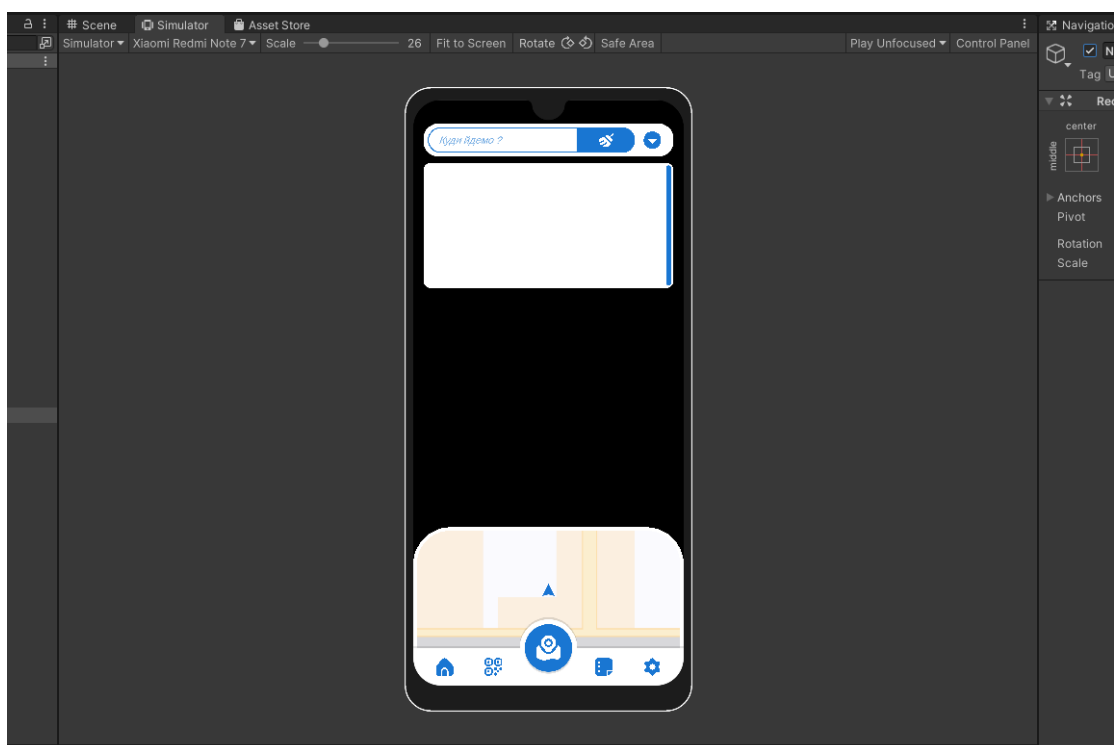 Scene Simulator Asset Store
Simulator Xiaomi Redmi Note 7 Scale 26 Fit to Screen Rotate Safe Area Play Unfocused Control Panel
Куди йдемо ?
Navigatio
N
Tag U
Rec
center
middle
Anchors
Pivot
Rotation
Scale